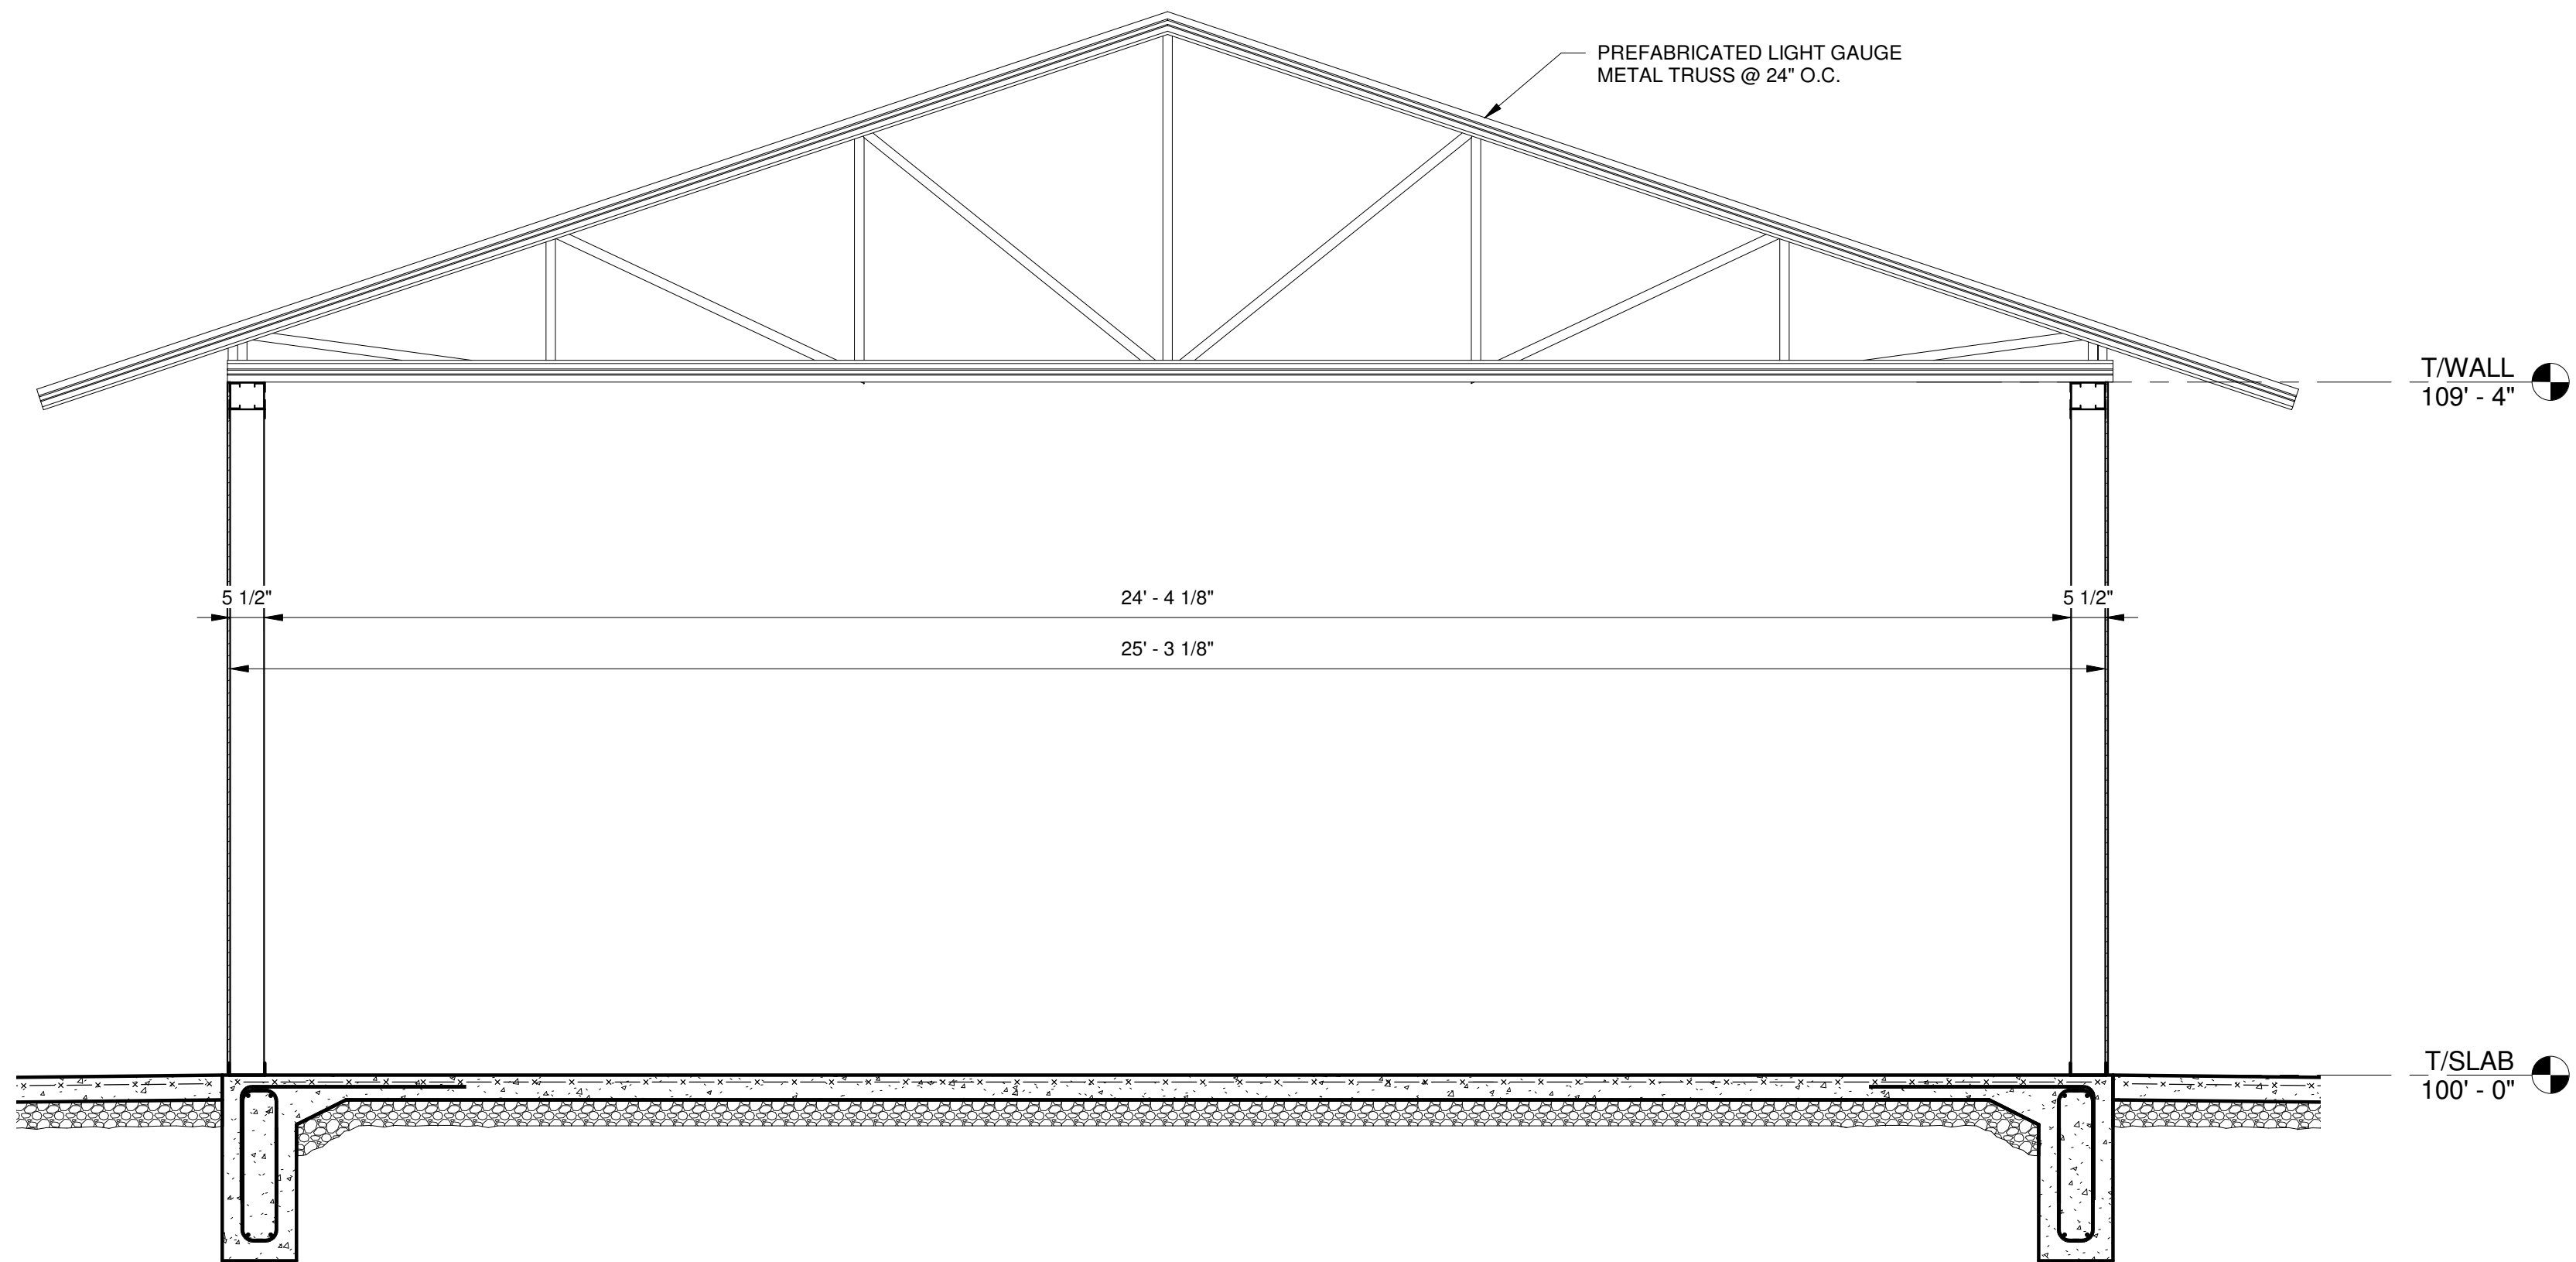 PREFABRICATED LIGHT GAUGE
METAL TRUSS @ 24" O.C.
T/WALL
109' - 4"
5 1/2"
24' - 4 1/8"
5 1/2"
25' - 3 1/8"
T/SLAB
100' - 0"